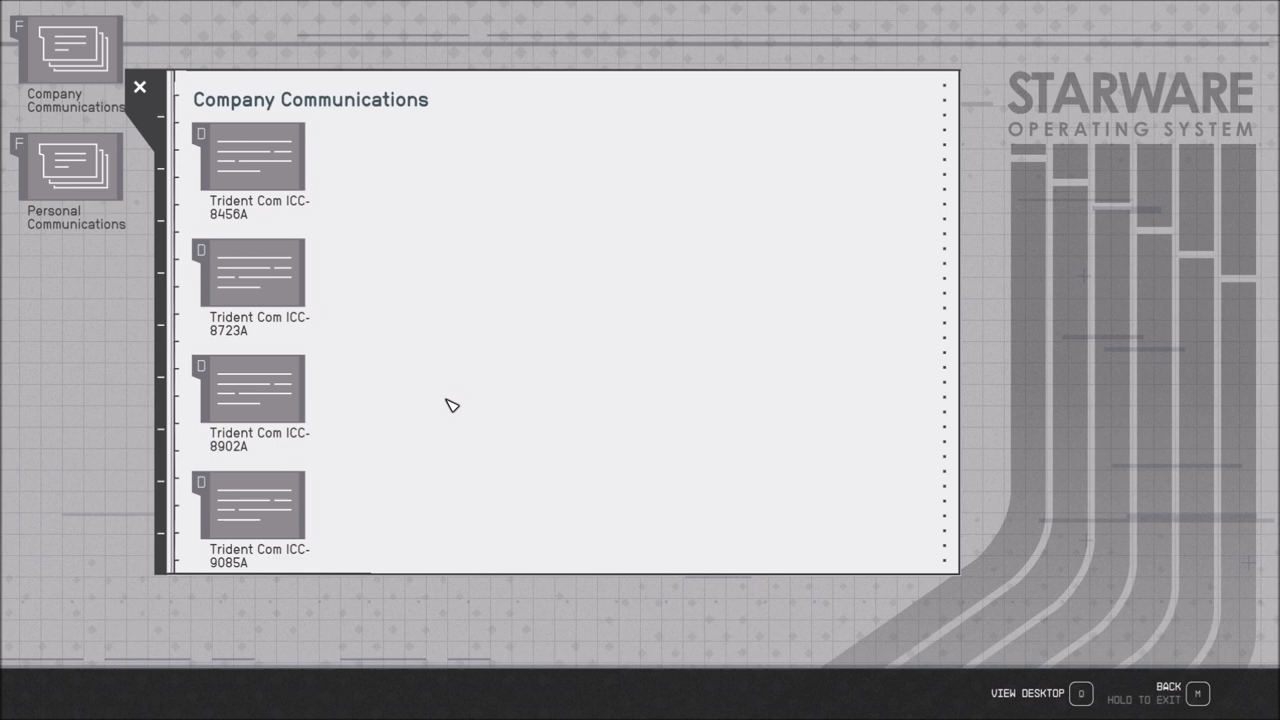 F
Company
Communications
F
Personal
Communications
Company Communications
D
Trident Com ICC-
8456A
D
Trident Com ICC-
8723A
D
Trident Com ICC-
8902A
D
Trident Com ICC-
9085A
STARWARE
OPERATING SYSTEM
VIEW DESKTOP Q
BACK
HOLD TO EXIT M